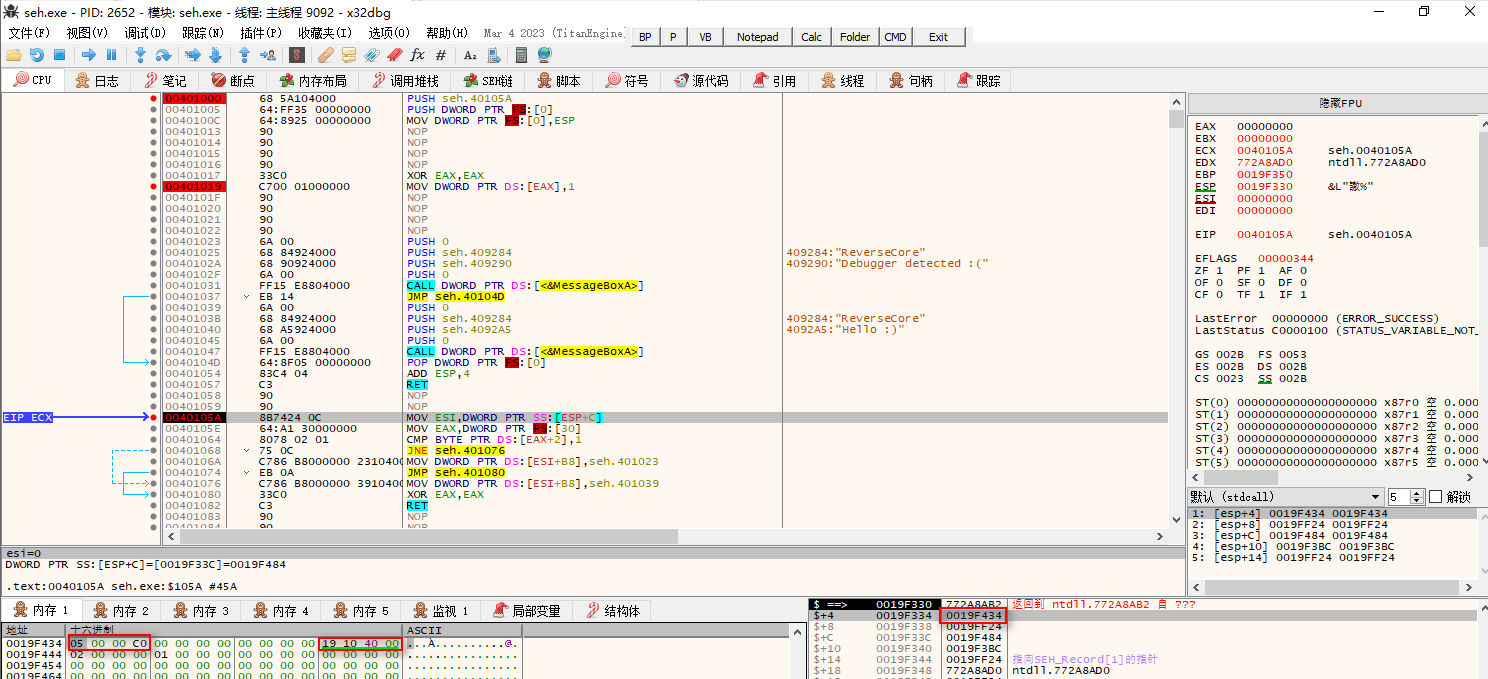 seh.exe - PID: 2652 - 模块: seh.exe - 线程: 主线程 9092 - x32dbg
文件(F) 视图(V) 调试(D) 跟踪(N) 插件(P) 收藏夹(I) 选项(O) 帮助(H) Mar 4 2023 (TitanEngine) BP P VB Notepad Calc Folder CMD Exit
CPU 日志 笔记 断点 内存布局 调用堆栈 SEH链 脚本 符号 源代码 引用 线程 句柄 跟踪
00401000 68 5A104000 PUSH seh.40105A
00401005 64:FF35 00000000 PUSH DWORD PTR FS:[0]
0040100C 64:8925 00000000 MOV DWORD PTR FS:[0],ESP
00401013 90 NOP
00401014 90 NOP
00401015 90 NOP
00401016 90 NOP
00401017 33C0 XOR EAX,EAX
00401019 C700 01000000 MOV DWORD PTR DS:[EAX],1
0040101F 90 NOP
00401020 90 NOP
00401021 90 NOP
00401022 90 NOP
00401023 6A 00 PUSH 0
00401025 68 84924000 PUSH seh.409284 409284:"ReverseCore"
0040102A 68 90924000 PUSH seh.409290 409290:"Debugger detected :("
0040102F 6A 00 PUSH 0
00401031 FF15 E8804000 CALL DWORD PTR DS:[<&MessageBoxA>]
00401037 EB 14 JMP seh.40104D
00401039 6A 00 PUSH 0
0040103B 68 84924000 PUSH seh.409284 409284:"ReverseCore"
00401040 68 A5924000 PUSH seh.4092A5 4092A5:"Hello :)"
00401045 6A 00 PUSH 0
00401047 FF15 E8804000 CALL DWORD PTR DS:[<&MessageBoxA>]
0040104D 64:8F05 00000000 POP DWORD PTR FS:[0]
00401054 83C4 04 ADD ESP,4
00401057 C3 RET
00401058 90 NOP
00401059 90 NOP
EIP ECX 0040105A 8B7424 0C MOV ESI,DWORD PTR SS:[ESP+C]
0040105E 64:A1 30000000 MOV EAX,DWORD PTR FS:[30]
00401064 8078 02 01 CMP BYTE PTR DS:[EAX+2],1
00401068 75 0C JNE seh.401076
0040106A C786 B8000000 231040 MOV DWORD PTR DS:[ESI+B8],seh.401023
00401074 EB 0A JMP seh.401080
00401076 C786 B8000000 391040 MOV DWORD PTR DS:[ESI+B8],seh.401039
00401080 33C0 XOR EAX,EAX
00401082 C3 RET
00401083 90 NOP
00401084 90 NOP
隐藏FPU
EAX 00000000
EBX 00000000
ECX 0040105A seh.0040105A
EDX 772A8AD0 ntdll.772A8AD0
EBP 0019F350
ESP 0019F330
ESI 00000000
EDI 00000000
EIP 0040105A seh.0040105A
EFLAGS 00000344
ZF 1 PF 1 AF 0
OF 0 SF 0 DF 0
CF 0 TF 1 IF 1
LastError 00000000 (ERROR_SUCCESS)
LastStatus C0000100 (STATUS_VARIABLE_NOT_
GS 002B FS 0053
ES 002B DS 002B
CS 0023 SS 002B
ST(0) 00000000000000000000 x87r0 空 0.000
ST(1) 00000000000000000000 x87r1 空 0.000
ST(2) 00000000000000000000 x87r2 空 0.000
ST(3) 00000000000000000000 x87r3 空 0.000
ST(4) 00000000000000000000 x87r4 空 0.000
ST(5) 00000000000000000000 x87r5 空 0.000
默认 (stdcall) 5 解锁
1: [esp+4] 0019F434 0019F434
2: [esp+8] 0019FF24 0019FF24
3: [esp+C] 0019F484 0019F484
4: [esp+10] 0019F3BC 0019F3BC
5: [esp+14] 0019FF24 0019FF24
esi=0
DWORD PTR SS:[ESP+C]=[0019F33C]=0019F484
.text:0040105A seh.exe:$105A #45A
内存 1 内存 2 内存 3 内存 4 内存 5 监视 1 局部变量 结构体
地址 十六进制 ASCII
0019F434 05 00 00 C0 00 00 00 00 00 00 00 00 19 10 40 00 ...À..........@.
0019F444 02 00 00 00 01 00 00 00 00 00 00 00 00 00 00 00 ................
0019F454 00 00 00 00 00 00 00 00 00 00 00 00 00 00 00 00 ................
0019F464 00 00 00 00 00 00 00 00 00 00 00 00 00 00 00 00
$ ==> 0019F330 772A8AB2 返回到 ntdll.772A8AB2 自 ???
$+4 0019F334 0019F434
$+8 0019F338 0019FF24
$+C 0019F33C 0019F484
$+10 0019F340 0019F3BC
$+14 0019F344 0019FF24 指向SEH_Record[1]的指针
$+18 0019F348 772A8AD0 ntdll.772A8AD0